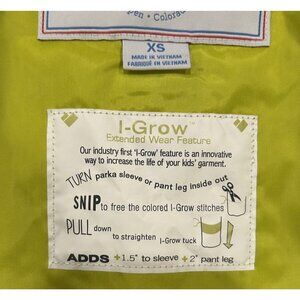 pen • Colorad
XS
MADE IN VIETNAM
FABRIQUÉ EN VIETNAM
I-Grow
Extended Wear Feature
Our industry first 'I-Grow' feature is an innovative
way to increase the life of your kids' garment.
TURN parka sleeve or pant leg inside out
SNIP to free the colored I-Grow stitches
PULL down
to straighten I-Grow tuck
ADDS +1.5" to sleeve +2" pant leg